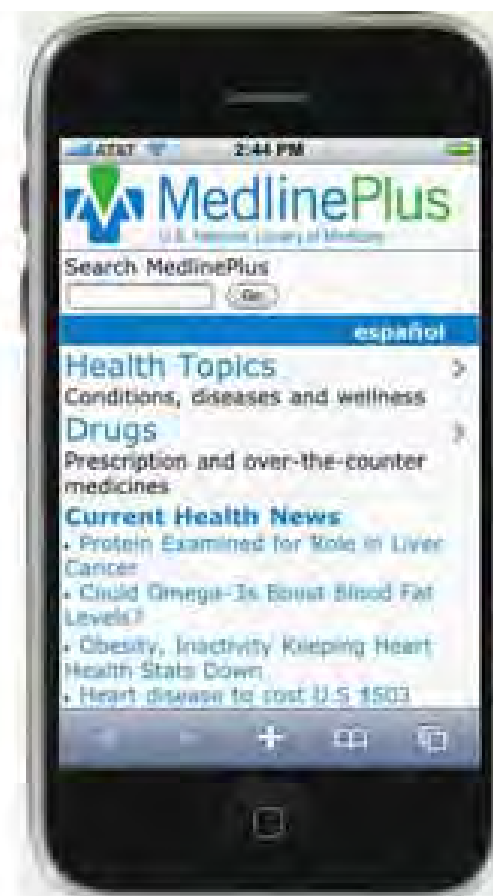 AT&T 2:44 PM
MedlinePlus
U.S. National Library of Medicine
Search MedlinePlus
Go
español
Health Topics
Conditions, diseases and wellness
Drugs
Prescription and over-the-counter
medicines
Current Health News
• Protein Examined for Role in Liver
Cancer
• Could Omega-3s Boost Blood Fat
Levels?
• Obesity, Inactivity Keeping Heart
Health Stats Down
• Heart disease to cost U.S $503